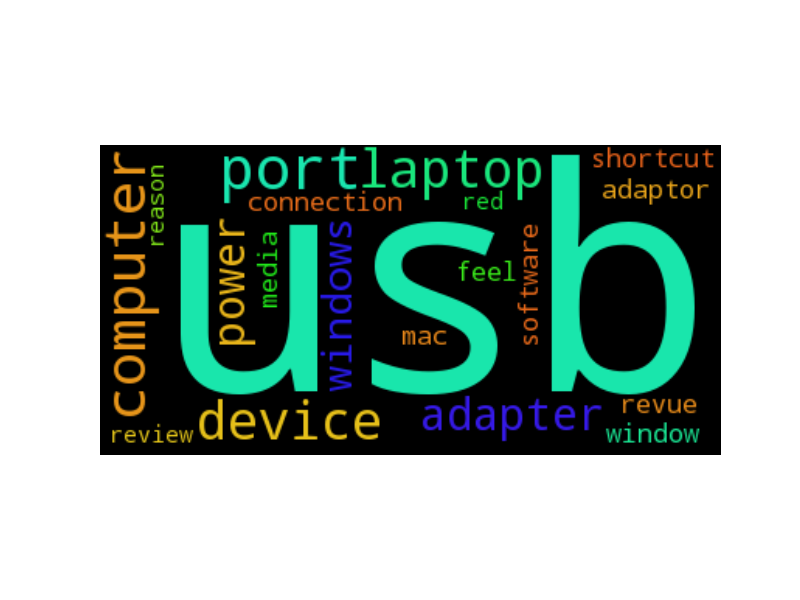 port
laptop
shortcut
adaptor
connection
red
computer
reason
usb
power
media
windows
feel
software
mac
device
adapter
revue
review
window